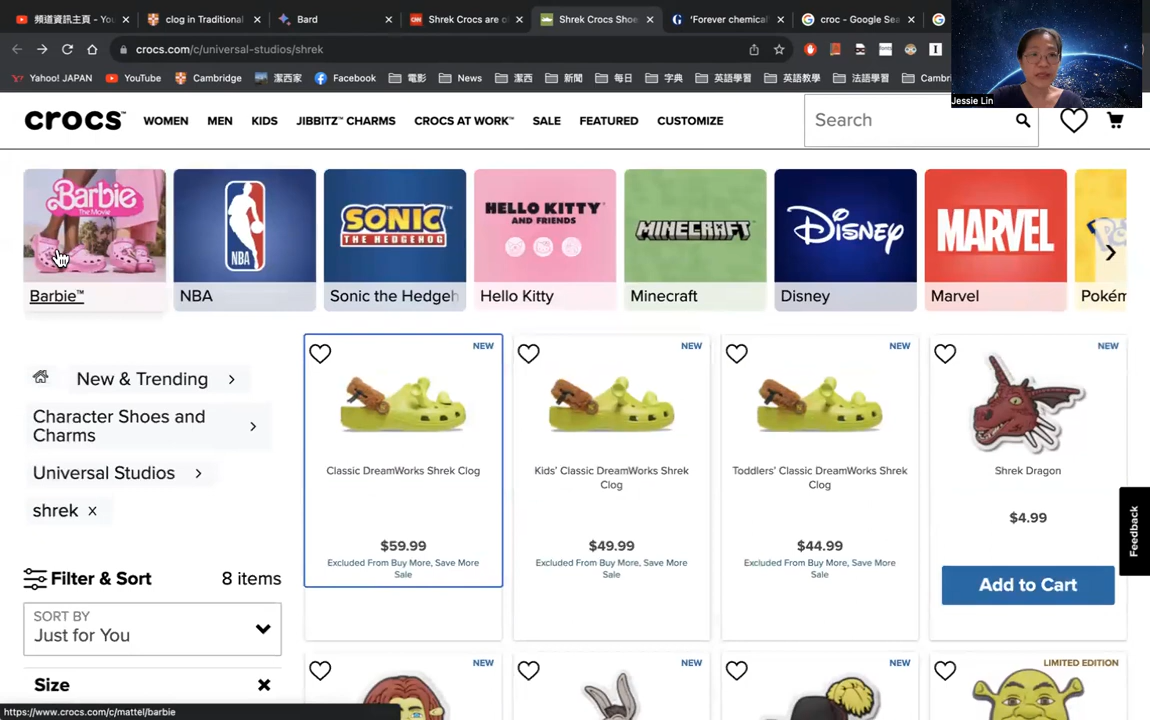 頻道資訊主頁 - You
clog in Traditional
Bard
Shrek Crocs are o
Shrek Crocs Shoe
'Forever chemical
croc - Google Sea
crocs.com/c/universal-studios/shrek
Yahoo! JAPAN
YouTube
Cambridge
潔西家
Facebook
電影
News
潔西
新聞
每日
字典
英語學習
英語教學
法語學習
Cambri
Jessie Lin
crocs™
WOMEN
MEN
KIDS
JIBBITZ™ CHARMS
CROCS AT WORK™
SALE
FEATURED
CUSTOMIZE
Search
Barbie
The Movie
NBA
SONIC
THE HEDGEHOG
HELLO KITTY
AND FRIENDS
MINECRAFT
Disney
MARVEL
Barbie™
NBA
Sonic the Hedgeh
Hello Kitty
Minecraft
Disney
Marvel
Pokém
New & Trending
Character Shoes and
Charms
Universal Studios
shrek
Filter & Sort
8 items
SORT BY
Just for You
Size
NEW
Classic DreamWorks Shrek Clog
$59.99
Excluded From Buy More, Save More
Sale
NEW
Kids' Classic DreamWorks Shrek
Clog
$49.99
Excluded From Buy More, Save More
Sale
NEW
Toddlers' Classic DreamWorks Shrek
Clog
$44.99
Excluded From Buy More, Save More
Sale
NEW
Shrek Dragon
$4.99
Add to Cart
Feedback
NEW
NEW
NEW
LIMITED EDITION
https://www.crocs.com/c/mattel/barbie